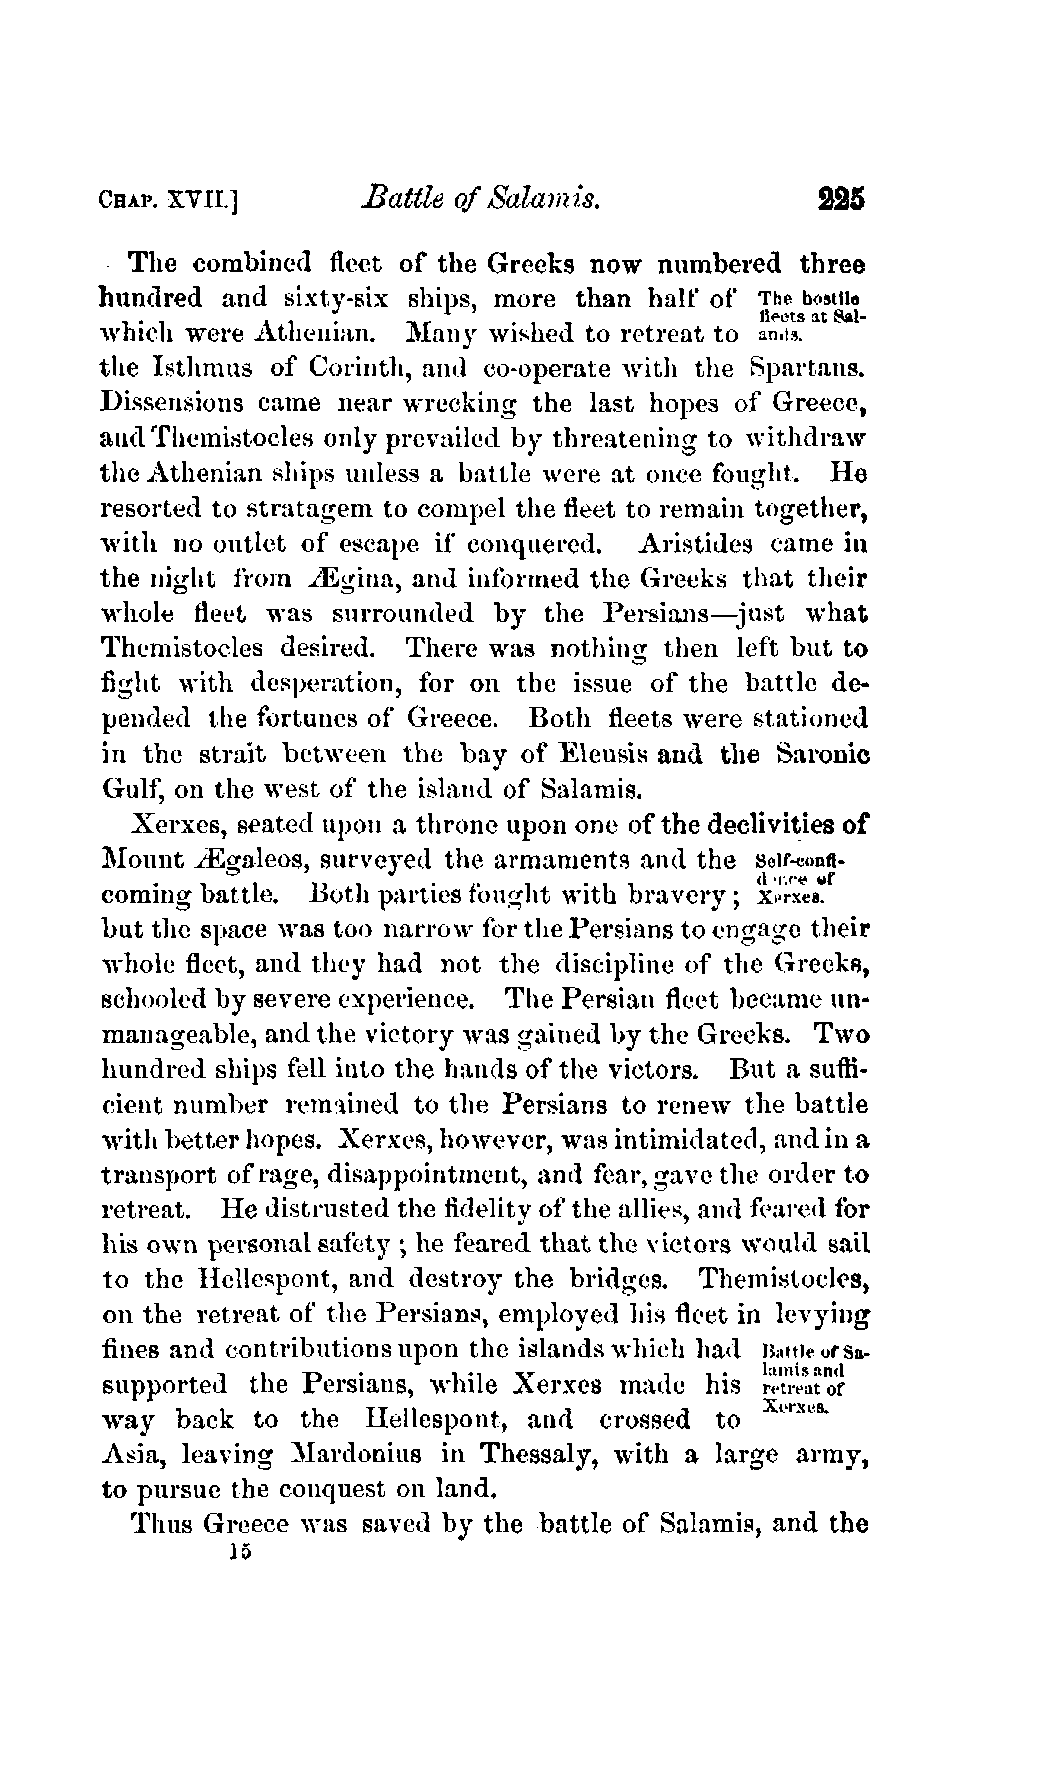 CHAP. XVII.] Battle of Salamis. 225
The combined fleet of the Greeks now numbered three
hundred and sixty-six ships, more than half of
The hostile
fleets at Sal-
amis.
which were Athenian. Many wished to retreat to
the Isthmus of Corinth, and co-operate with the Spartans.
Dissensions came near wrecking the last hopes of Greece,
and Themistocles only prevailed by threatening to withdraw
the Athenian ships unless a battle were at once fought. He
resorted to stratagem to compel the fleet to remain together,
with no outlet of escape if conquered. Aristides came in
the night from Ægina, and informed the Greeks that their
whole fleet was surrounded by the Persians—just what
Themistocles desired. There was nothing then left but to
fight with desperation, for on the issue of the battle de-
pended the fortunes of Greece. Both fleets were stationed
in the strait between the bay of Eleusis and the Saronic
Gulf, on the west of the island of Salamis.
Xerxes, seated upon a throne upon one of the declivities of
Mount Ægaleos, surveyed the armaments and the
Self-confi-
dence of
Xerxes.
coming battle. Both parties fought with bravery;
but the space was too narrow for the Persians to engage their
whole fleet, and they had not the discipline of the Greeks,
schooled by severe experience. The Persian fleet became un-
manageable, and the victory was gained by the Greeks. Two
hundred ships fell into the hands of the victors. But a suffi-
cient number remained to the Persians to renew the battle
with better hopes. Xerxes, however, was intimidated, and in a
transport of rage, disappointment, and fear, gave the order to
retreat. He distrusted the fidelity of the allies, and feared for
his own personal safety; he feared that the victors would sail
to the Hellespont, and destroy the bridges. Themistocles,
on the retreat of the Persians, employed his fleet in levying
fines and contributions upon the islands which had
Battle of Sa-
lamis and
retreat of
Xerxes.
supported the Persians, while Xerxes made his
way back to the Hellespont, and crossed to
Asia, leaving Mardonius in Thessaly, with a large army,
to pursue the conquest on land.
Thus Greece was saved by the battle of Salamis, and the
15